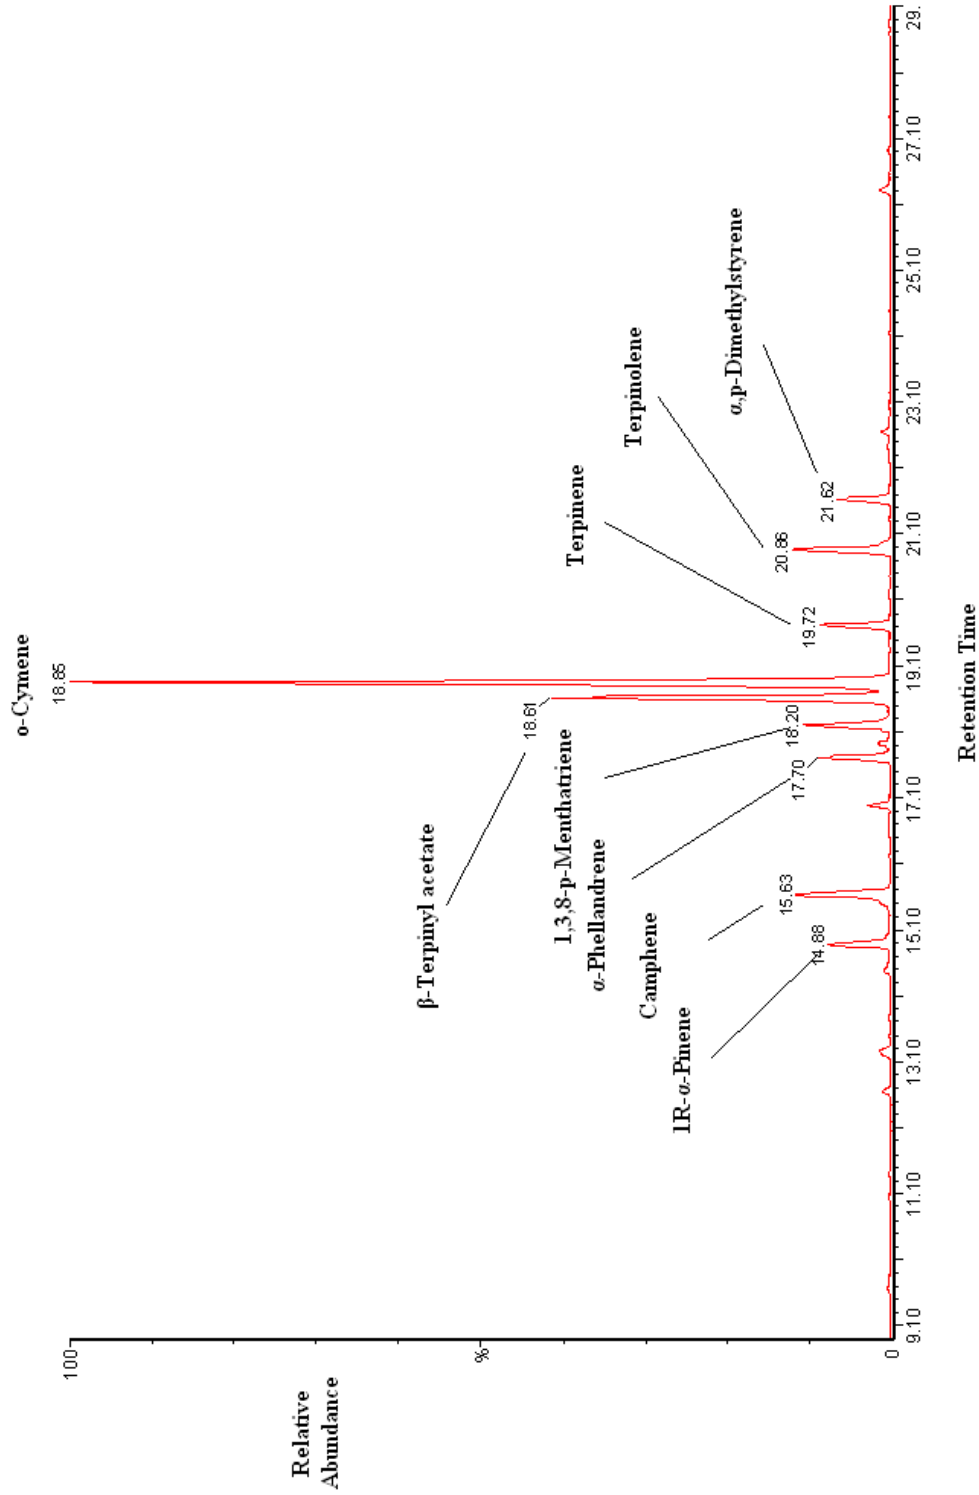 o-Cymene
18.85
100
Relative
Abundance
%
0
β-Terpinyl acetate
18.61
1,3,8-p-Menthatriene
18.20
α-Phellandrene
17.70
Camphene
15.63
1R-α-Pinene
14.88
Terpinene
19.72
Terpinolene
20.86
α,p-Dimethylstyrene
21.62
9.10
11.10
13.10
15.10
17.10
19.10
21.10
23.10
25.10
27.10
29.
Retention Time